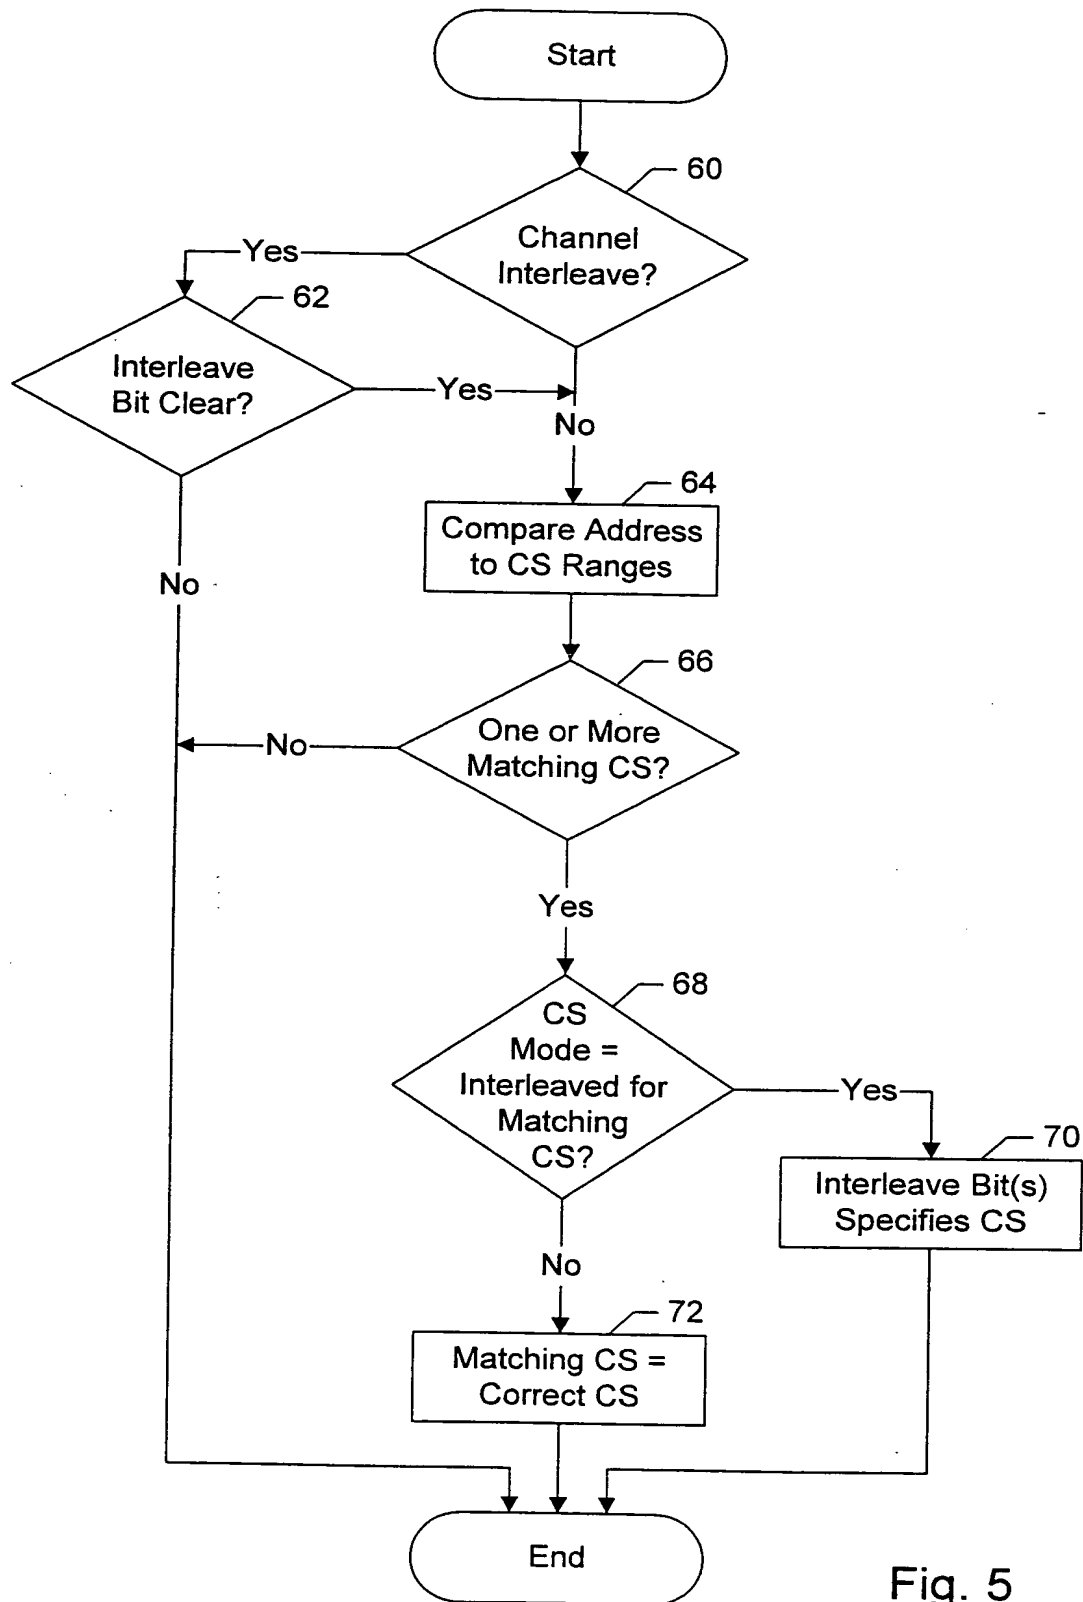 Start
60
Channel
Interleave?
Yes
62
Interleave
Bit Clear?
Yes
No
64
Compare Address
to CS Ranges
No
66
One or More
Matching CS?
No
Yes
68
CS
Mode =
Interleaved for
Matching
CS?
Yes
70
Interleave Bit(s)
Specifies CS
No
72
Matching CS =
Correct CS
End
Fig. 5